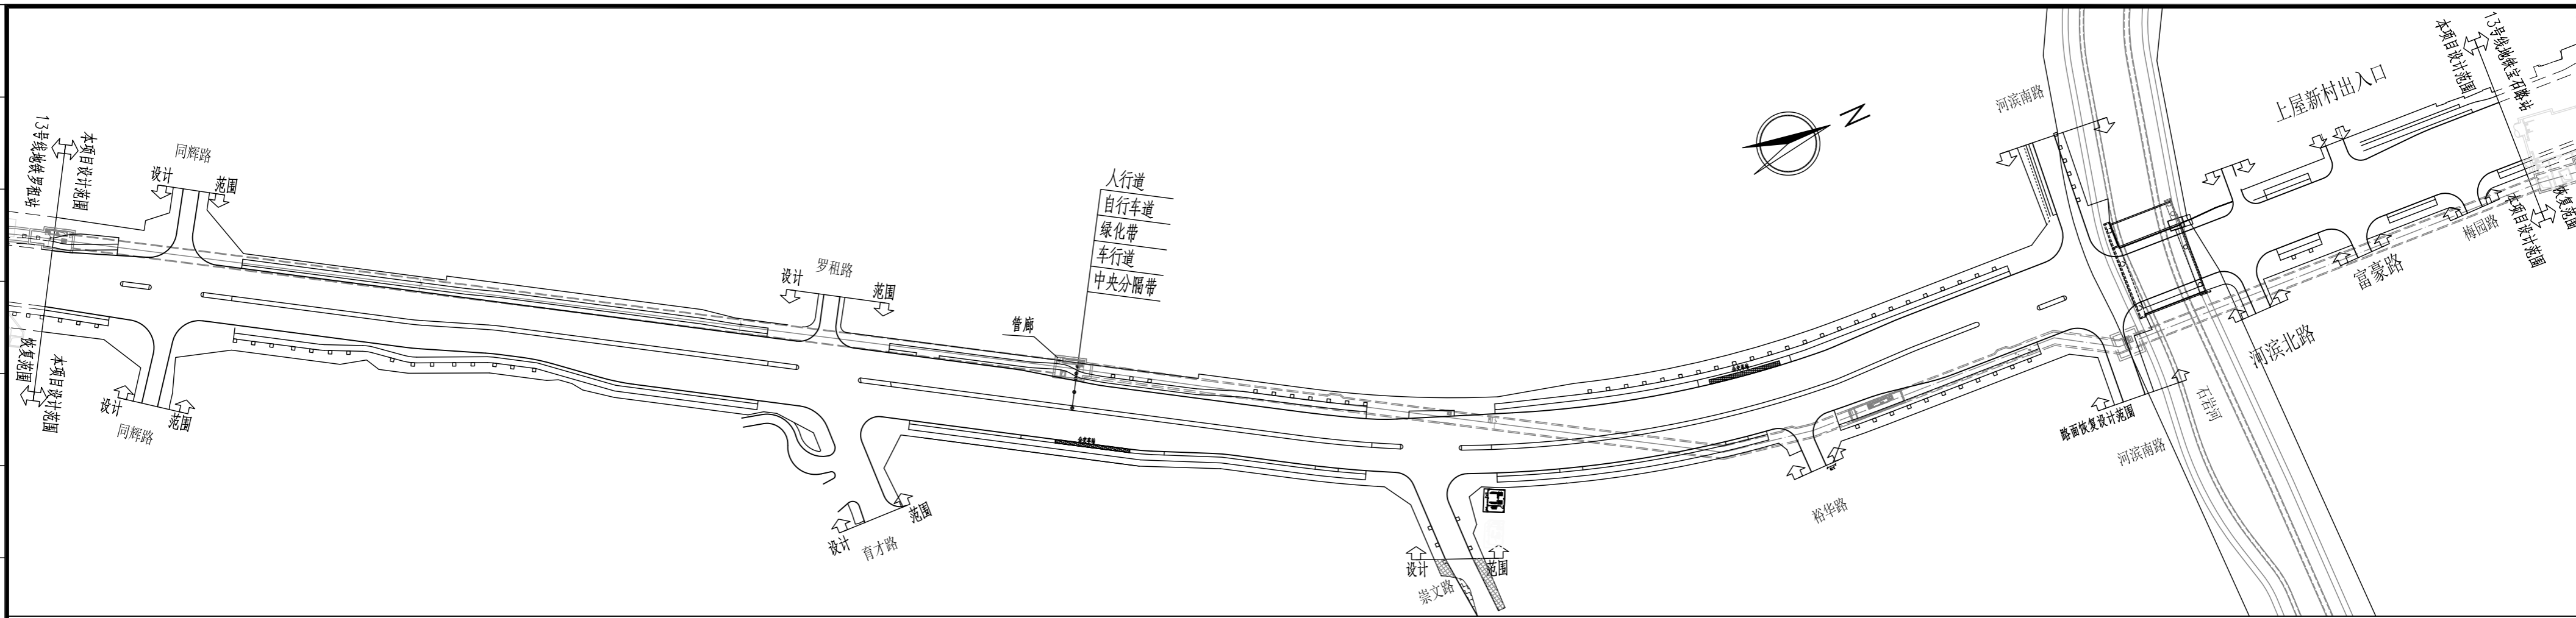 13号线地铁罗租站
本项目设计范围
同辉路
设计
范围
恢复范围
本项目设计范围
设计
范围
同辉路
设计
罗租路
范围
管廊
人行道
自行车道
绿化带
车行道
中央分隔带
设计
范围
育才路
设计
范围
崇文路
裕华路
N
河滨南路
路面恢复设计范围
河滨南路
石岩河
河滨北路
富豪路
梅园路
上屋新村出入口
本项目设计范围
13号线地铁宝石路站
本项目设计范围
恢复范围